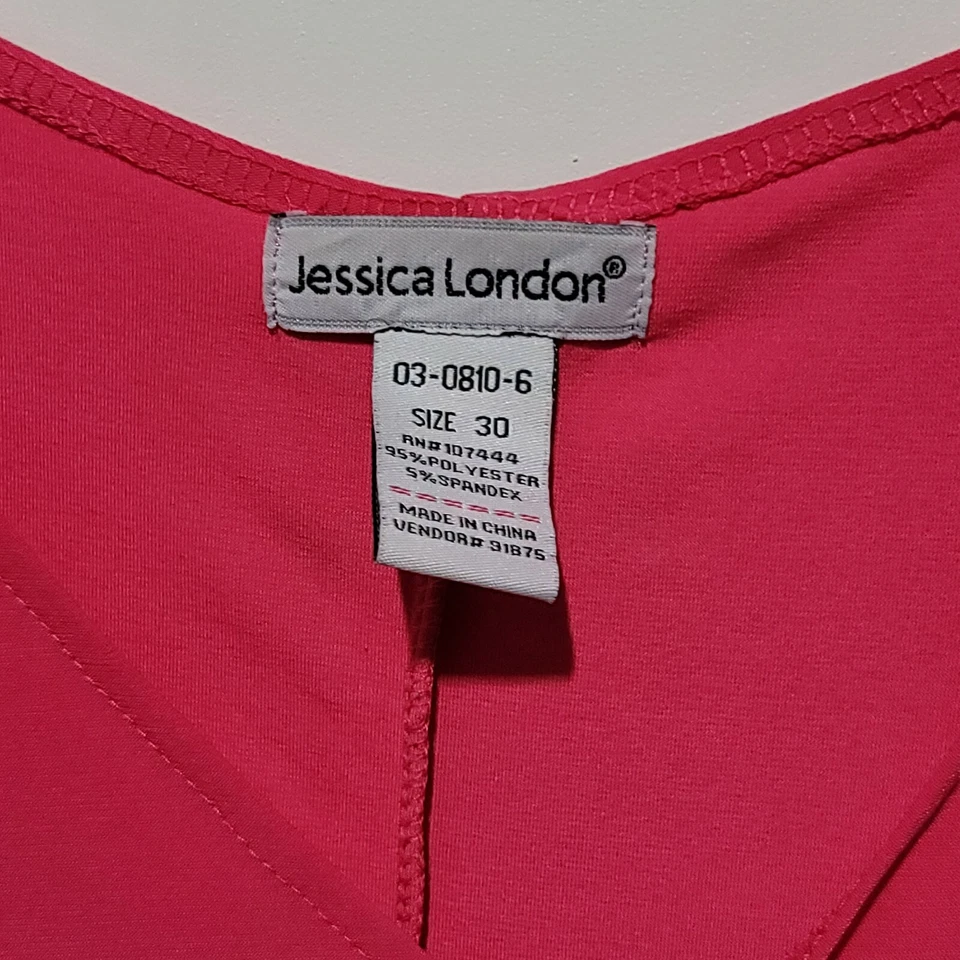 Jessica London®
03-0810-6
SIZE 30
RN#107444
95%POLYESTER
5%SPANDEX
MADE IN CHINA
VENDOR# 91875